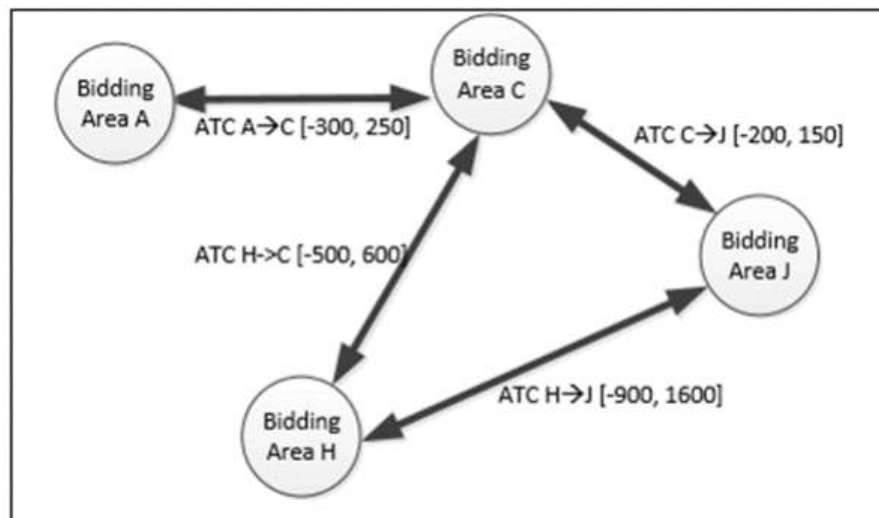 Bidding
Area A
Bidding
Area C
ATC A→C [-300, 250]
ATC C→J [-200, 150]
ATC H->C [-500, 600]
Bidding
Area J
ATC H→J [-900, 1600]
Bidding
Area H